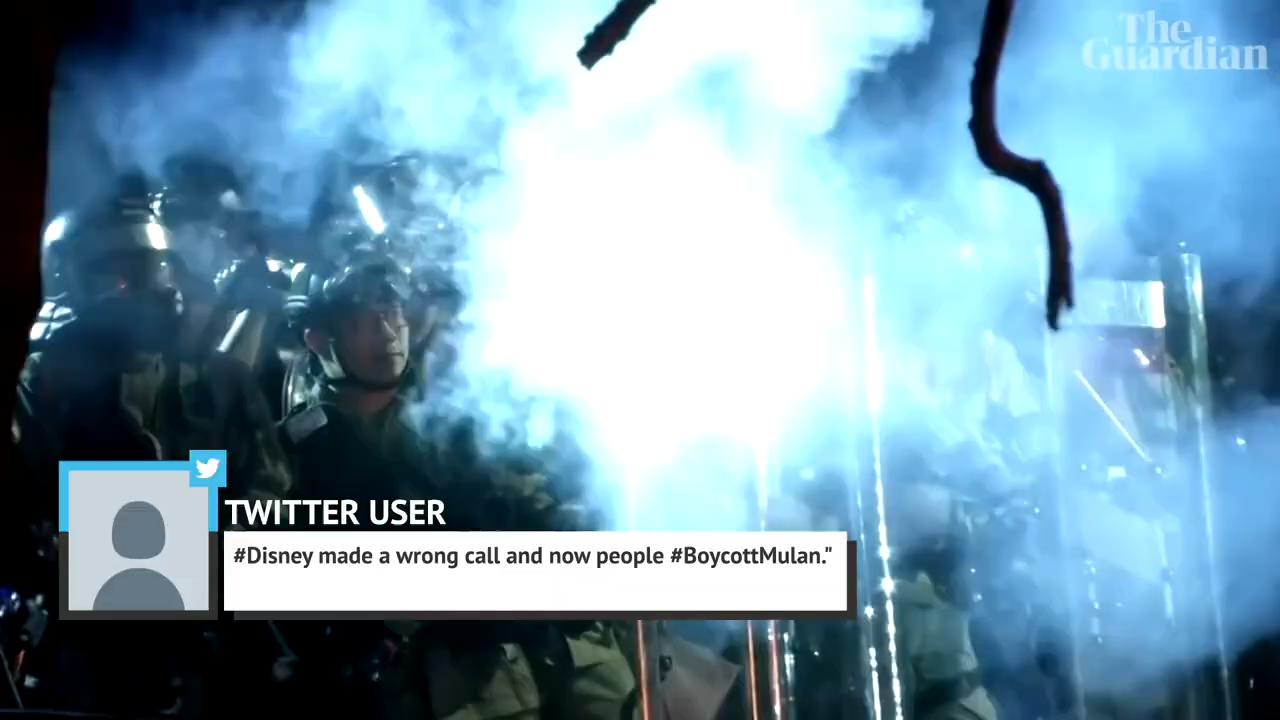 The
Guardian
TWITTER USER
#Disney made a wrong call and now people #BoycottMulan."